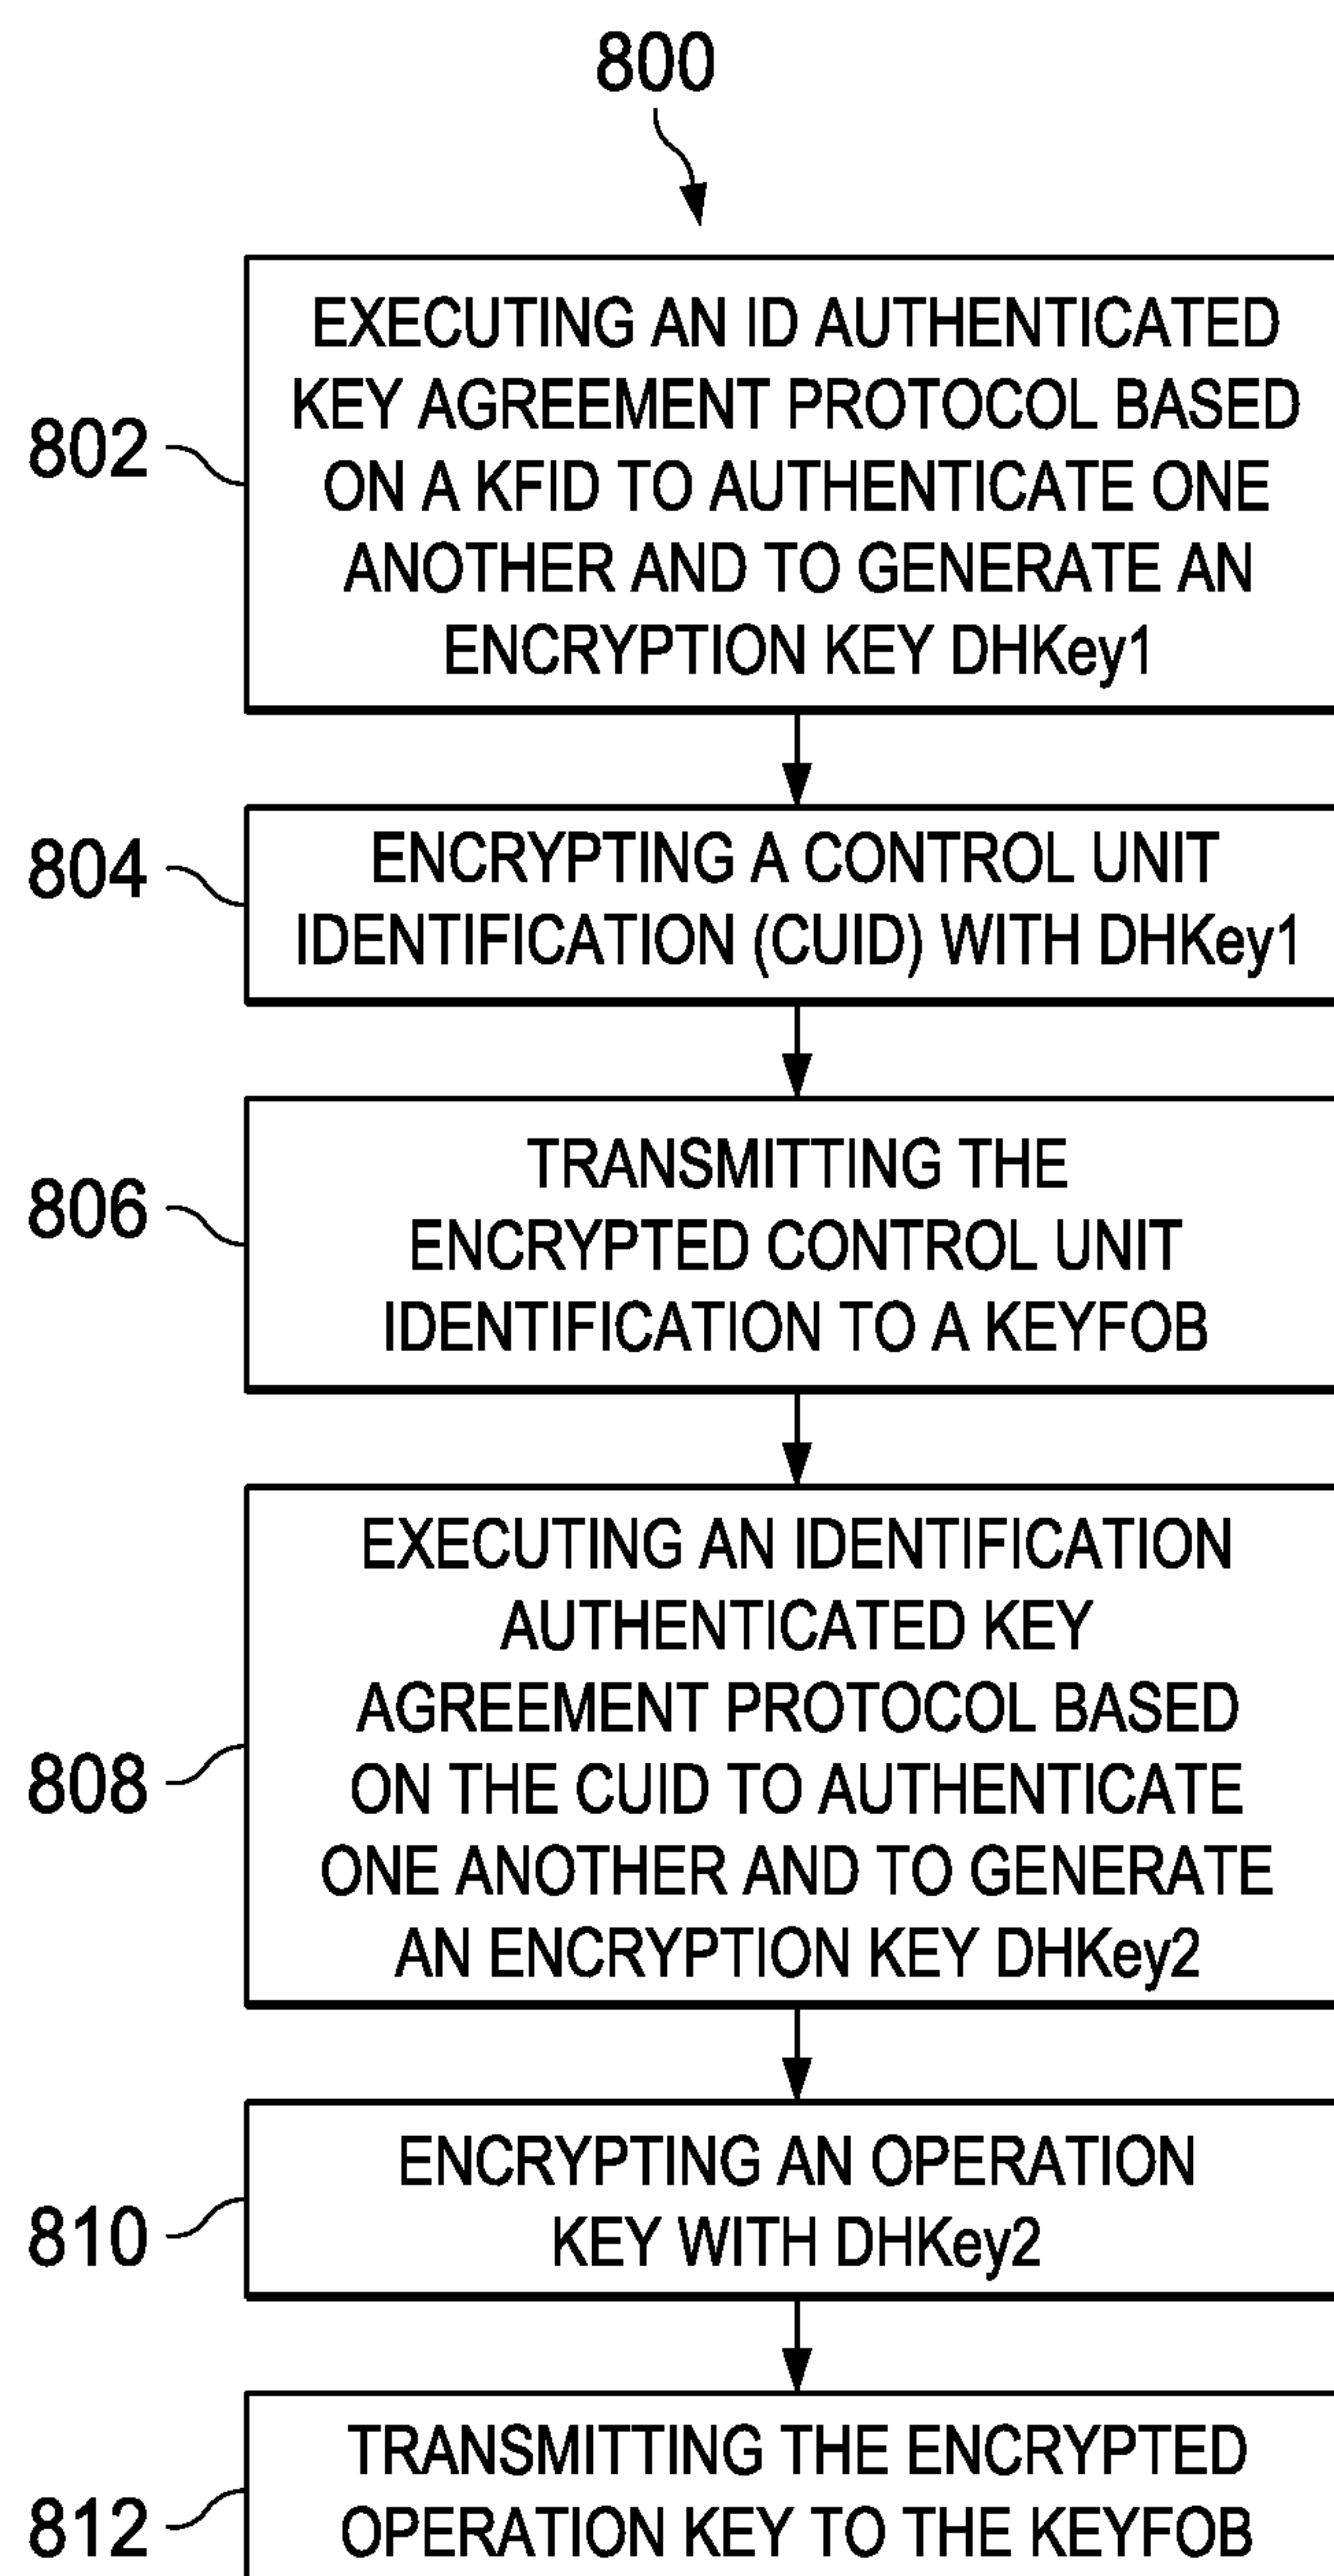 800
802
EXECUTING AN ID AUTHENTICATED
KEY AGREEMENT PROTOCOL BASED
ON A KFID TO AUTHENTICATE ONE
ANOTHER AND TO GENERATE AN
ENCRYPTION KEY DHKey1
804
ENCRYPTING A CONTROL UNIT
IDENTIFICATION (CUID) WITH DHKey1
806
TRANSMITTING THE
ENCRYPTED CONTROL UNIT
IDENTIFICATION TO A KEYFOB
808
EXECUTING AN IDENTIFICATION
AUTHENTICATED KEY
AGREEMENT PROTOCOL BASED
ON THE CUID TO AUTHENTICATE
ONE ANOTHER AND TO GENERATE
AN ENCRYPTION KEY DHKey2
810
ENCRYPTING AN OPERATION
KEY WITH DHKey2
812
TRANSMITTING THE ENCRYPTED
OPERATION KEY TO THE KEYFOB